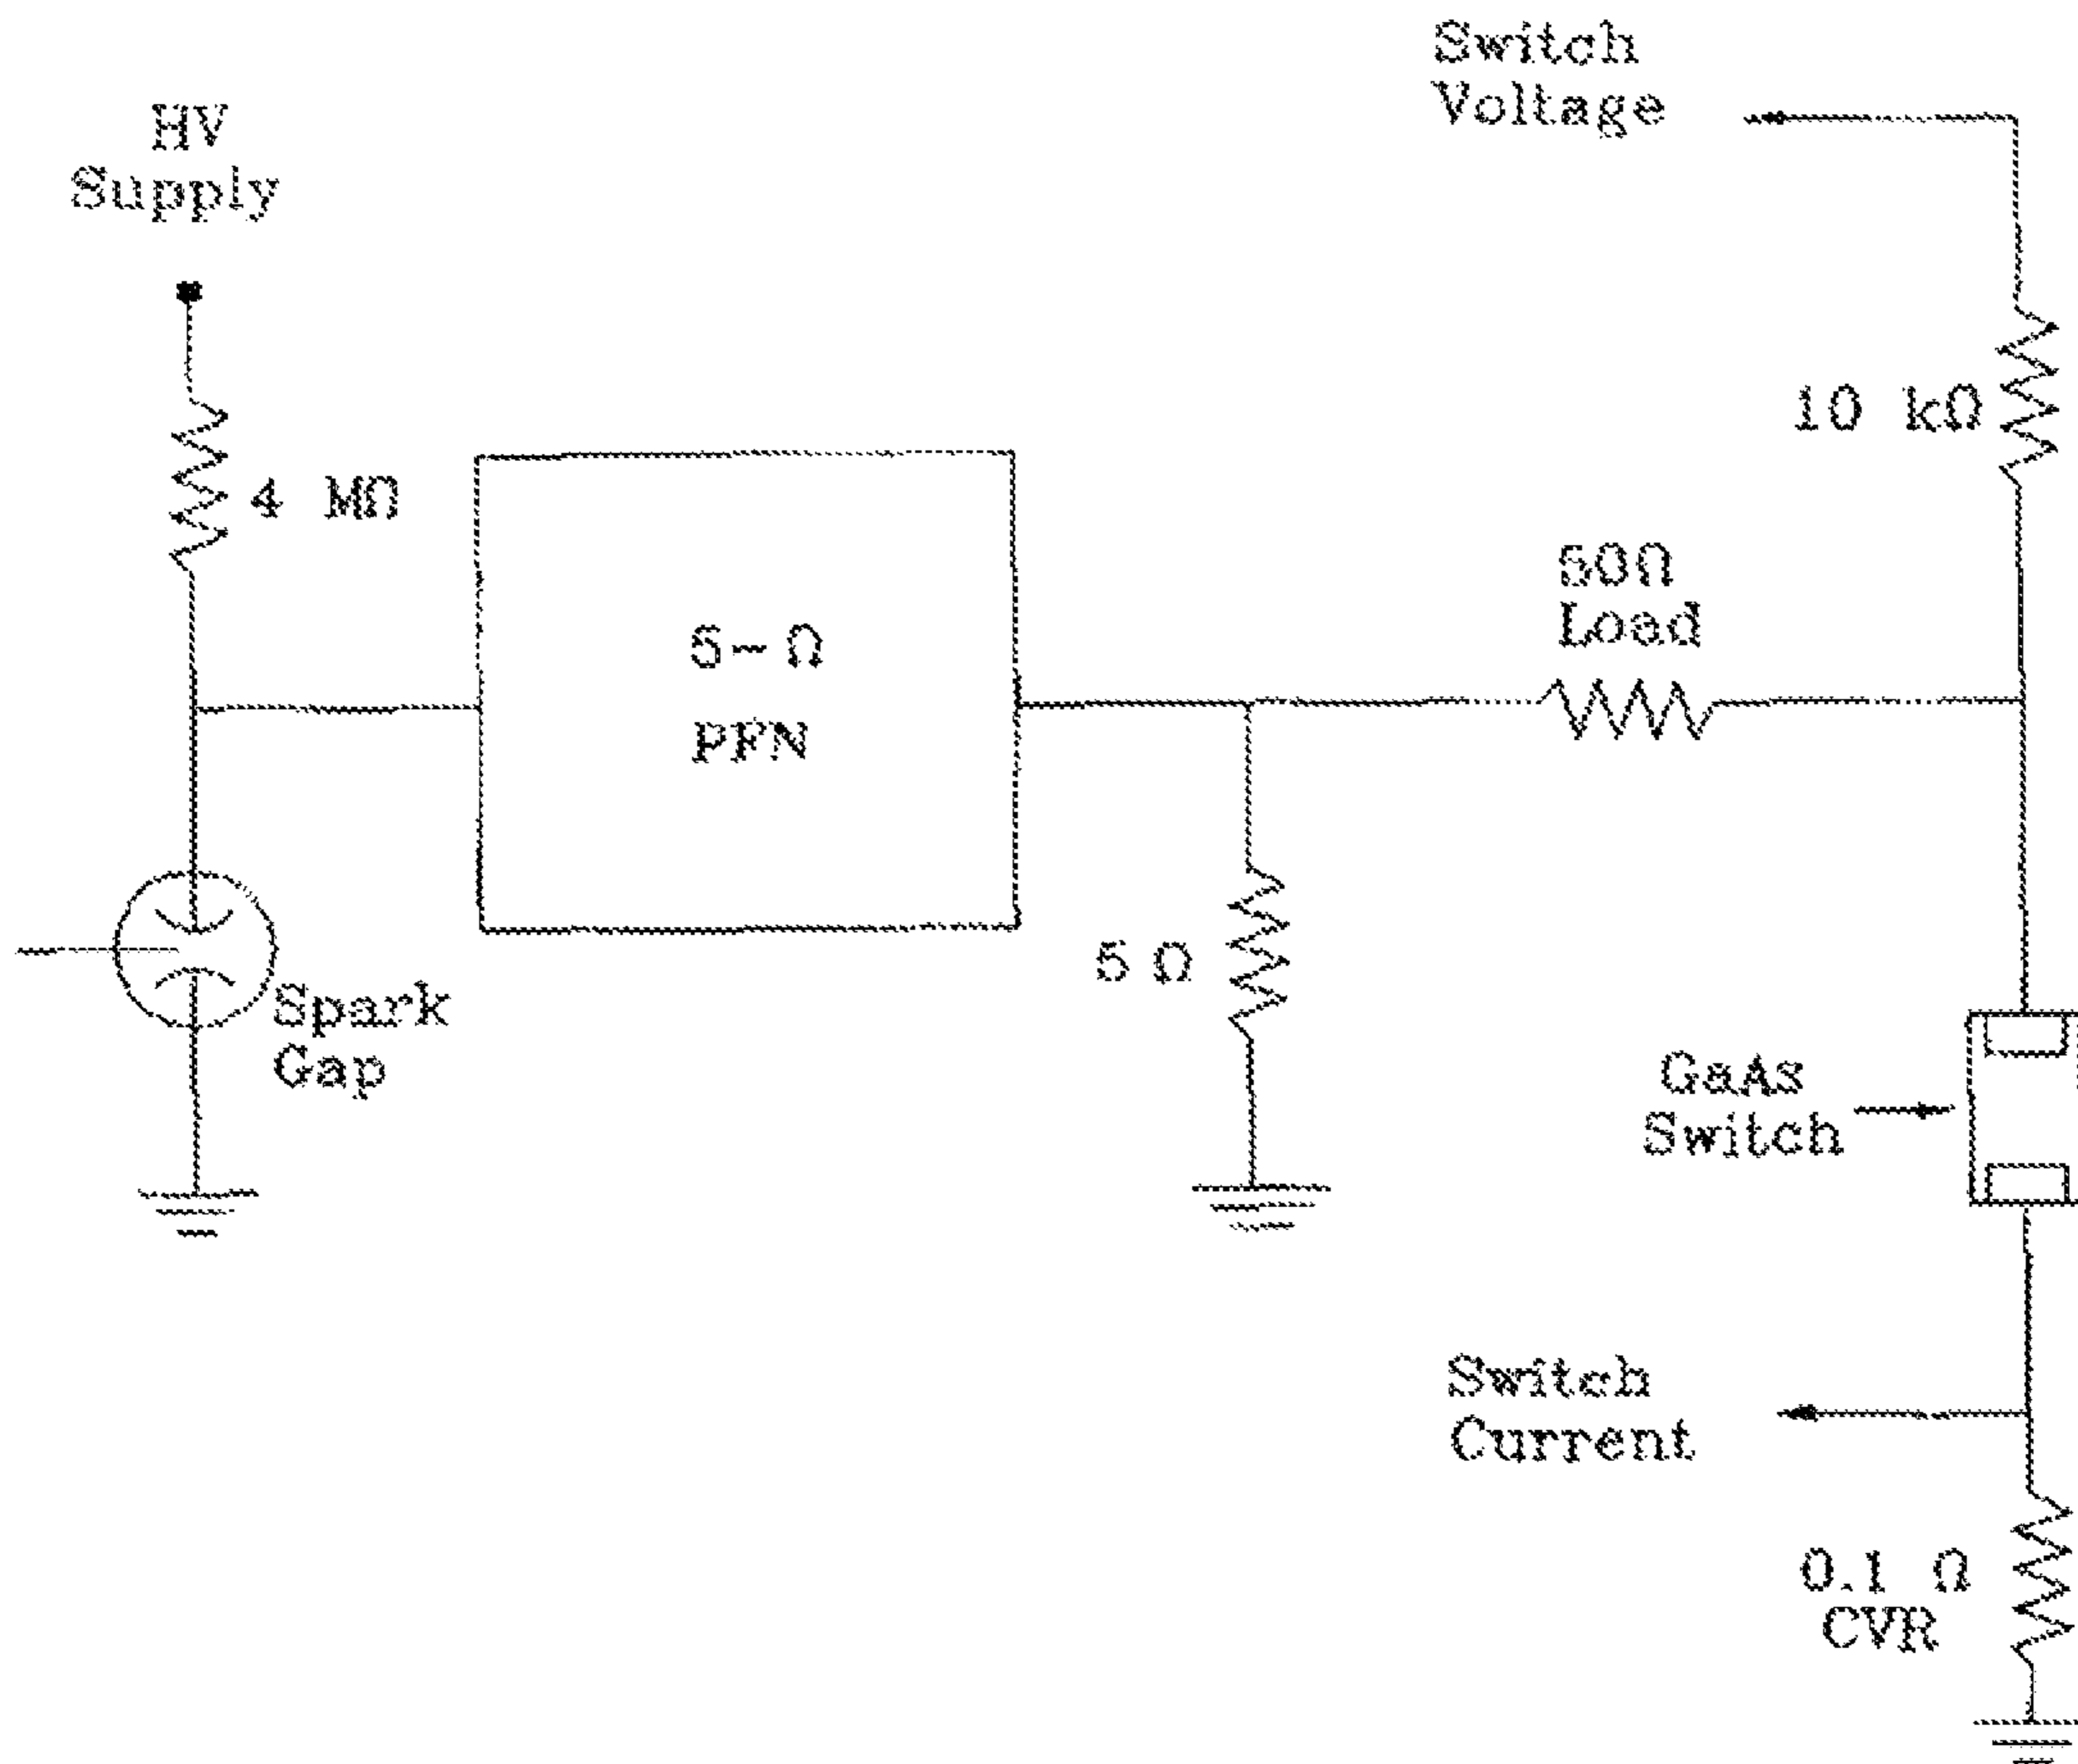 Switch
Voltage
HV
Supply
10 kΩ
4 MΩ
50Ω
Load
5-Ω
PFN
5 Ω
Spark
Gap
GaAs
Switch
Switch
Current
0.1 Ω
CVR